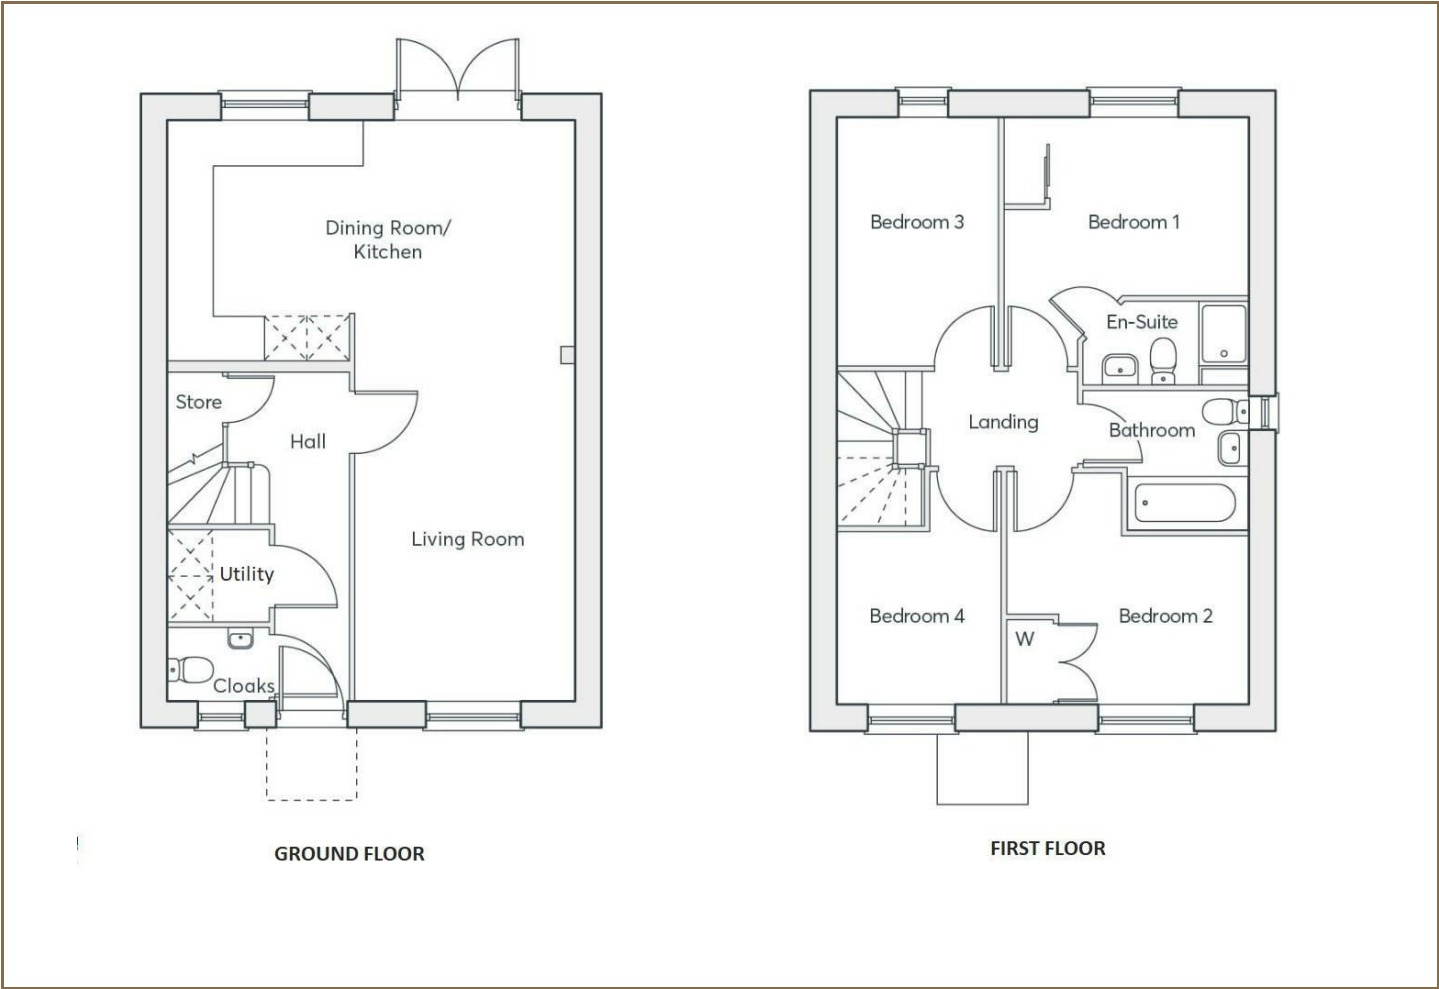 Dining Room/
Kitchen
Store
Hall
Living Room
Utility
Cloaks
GROUND FLOOR
Bedroom 3
Bedroom 1
En-Suite
Landing
Bathroom
Bedroom 4
W
Bedroom 2
FIRST FLOOR